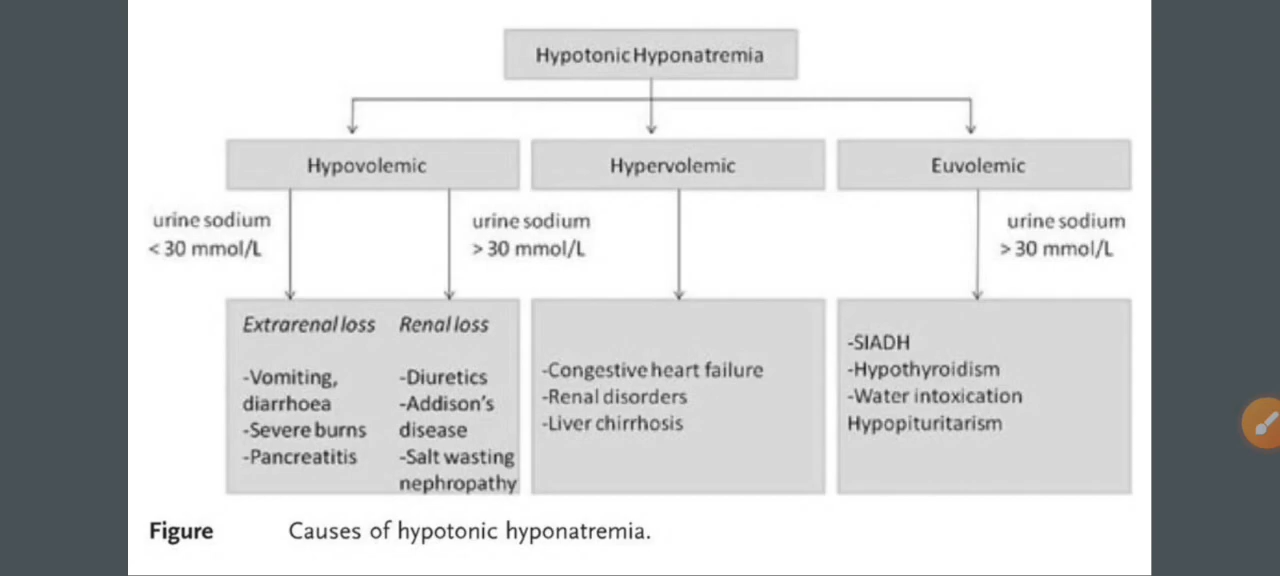 Hypotonic Hyponatremia
Hypovolemic
Hypervolemic
Euvolemic
urine sodium
< 30 mmol/L
urine sodium
> 30 mmol/L
urine sodium
> 30 mmol/L
Extrarenal loss
-Vomiting,
diarrhoea
-Severe burns
-Pancreatitis
Renal loss
-Diuretics
-Addison's
disease
-Salt wasting
nephropathy
-Congestive heart failure
-Renal disorders
-Liver chirrhosis
-SIADH
-Hypothyroidism
-Water intoxication
Hypopituritarism
Figure Causes of hypotonic hyponatremia.